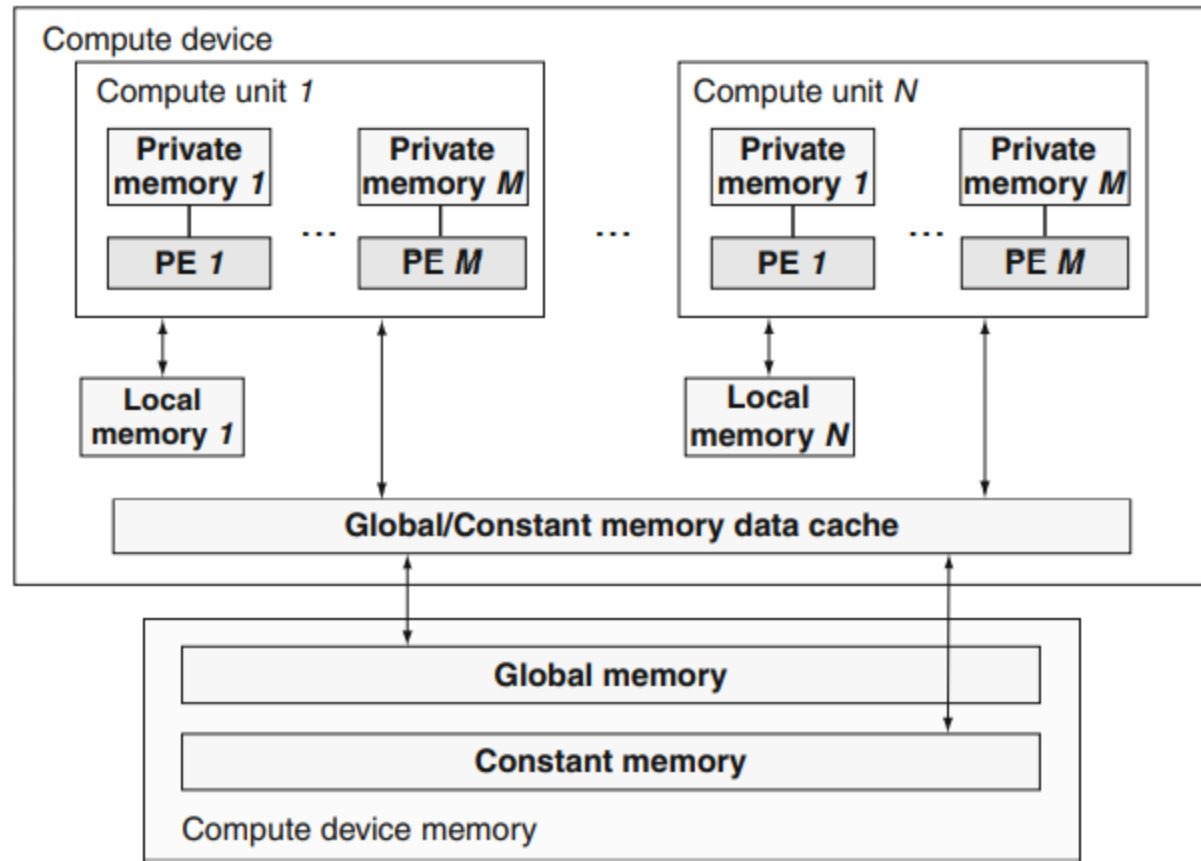 Compute device
Compute unit 1
Compute unit N
Private
memory 1
Private
memory M
Private
memory 1
Private
memory M
...
...
...
PE 1
PE M
PE 1
PE M
Local
memory 1
Local
memory N
Global/Constant memory data cache
Global memory
Constant memory
Compute device memory